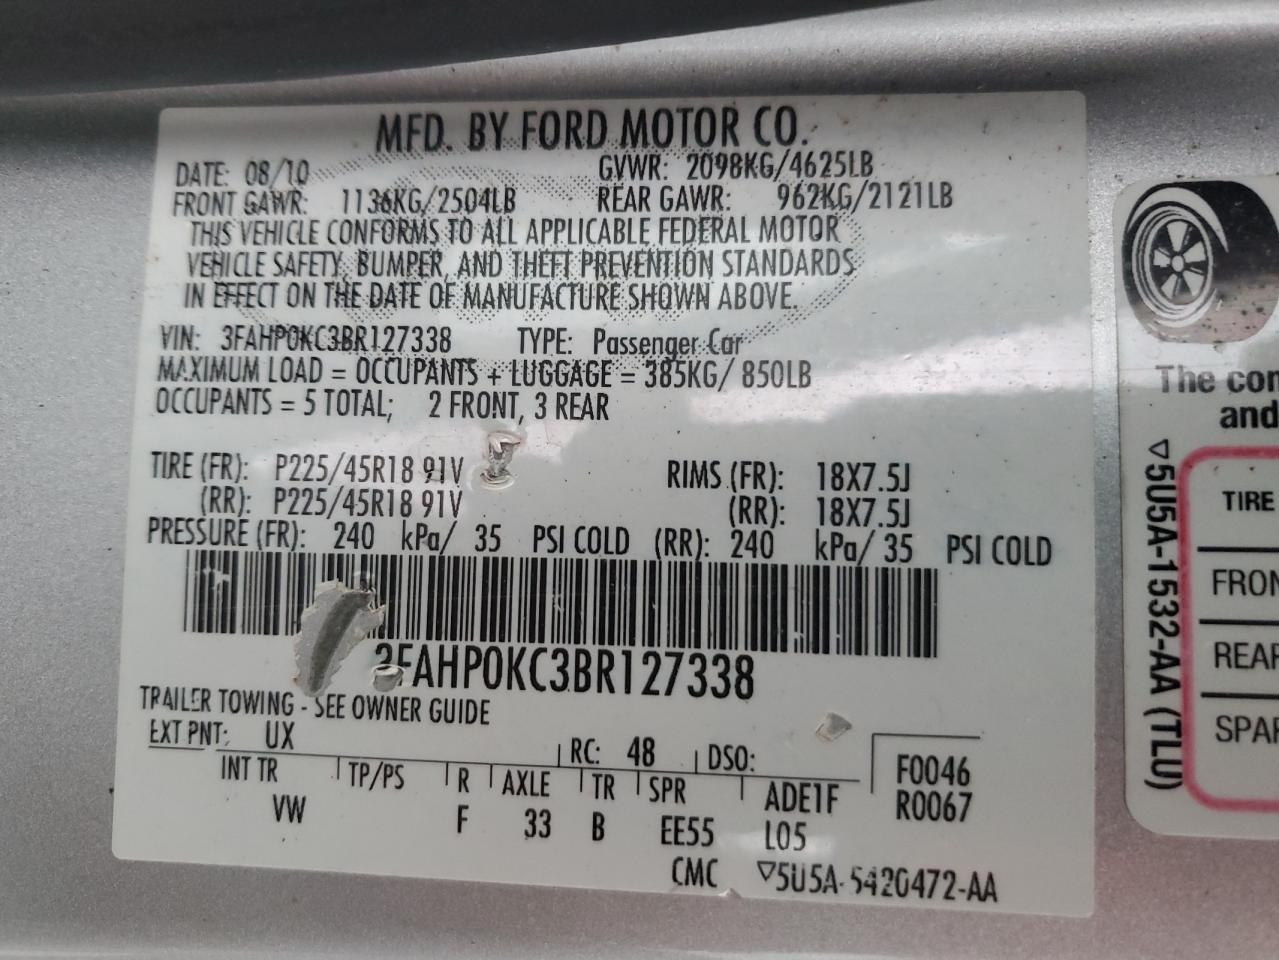 MFD. BY FORD MOTOR CO.
DATE: 08/10 GVWR: 2098KG/4625LB
FRONT GAWR: 1136KG/2504LB REAR GAWR: 962KG/2121LB
THIS VEHICLE CONFORMS TO ALL APPLICABLE FEDERAL MOTOR
VEHICLE SAFETY, BUMPER, AND THEFT PREVENTION STANDARDS
IN EFFECT ON THE DATE OF MANUFACTURE SHOWN ABOVE.
VIN: 3FAHP0KC3BR127338 TYPE: Passenger Car
MAXIMUM LOAD = OCCUPANTS + LUGGAGE = 385KG/ 850LB
OCCUPANTS = 5 TOTAL; 2 FRONT, 3 REAR
TIRE (FR): P225/45R18 91V RIMS (FR): 18X7.5J
(RR): P225/45R18 91V (RR): 18X7.5J
PRESSURE (FR): 240 kPa/ 35 PSI COLD (RR): 240 kPa/ 35 PSI COLD
3FAHP0KC3BR127338
TRAILER TOWING - SEE OWNER GUIDE
EXT PNT: UX RC: 48 DSO:
INT TR TP/PS R AXLE TR SPR ADE1F F0046
VW F 33 B EE55 L05 R0067
CMC ▽5U5A-5420472-AA
The con
and
▽5U5A-1532-AA (TLU)
TIRE
FRON
REAR
SPAR